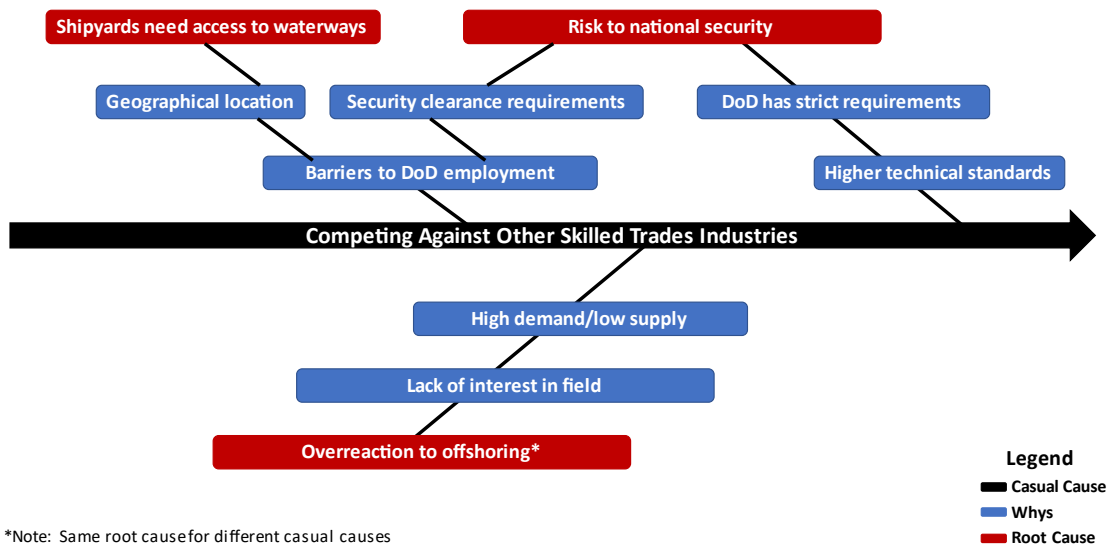 Shipyards need access to waterways
Risk to national security
Geographical location
Security clearance requirements
DoD has strict requirements
Barriers to DoD employment
Higher technical standards
Competing Against Other Skilled Trades Industries
High demand/low supply
Lack of interest in field
Overreaction to offshoring*
Legend
Casual Cause
Whys
Root Cause
*Note: Same root cause for different casual causes